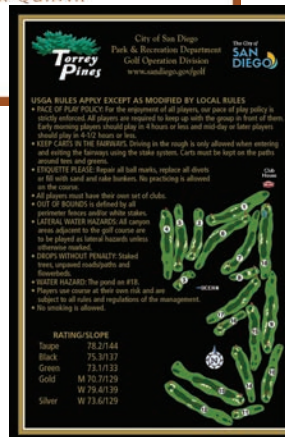 City of San Diego
Park & Recreation Department
Golf Operation Division
www.sandiego.gov/golf
Torrey
Pines
The City of
SAN
DIEGO
USGA RULES APPLY EXCEPT AS MODIFIED BY LOCAL RULES
• PACE OF PLAY POLICY: For the enjoyment of all players, our pace of play policy is
strictly enforced. All players are required to keep up with the group in front of them.
Early morning players should play in 4 hours or less and mid-day or later players
should play in 4-1/2 hours or less.
• KEEP CARTS IN THE FAIRWAYS. Driving in the rough is only allowed when entering
and exiting the fairways using the stake system. Carts must be kept on the paths
around tees and greens.
• ETIQUETTE PLEASE: Repair all ball marks, replace all divots
or fill with sand and rake bunkers. No practicing is allowed
on the course.
• All players must have their own set of clubs.
• OUT OF BOUNDS is defined by all
perimeter fences and/or white stakes.
• LATERAL WATER HAZARDS: All canyon
areas adjacent to the golf course are
to be played as lateral hazards unless
otherwise marked.
• DROPS WITHOUT PENALTY: Staked
trees, unpaved roads/paths and
flowerbeds.
• WATER HAZARD: The pond on #18.
• Players use course at their own risk and are
subject to all rules and regulations of the management.
• No smoking is allowed.
Club
House
RATING/SLOPE
Taupe 78.2/144
Black 75.3/137
Green 73.1/133
Gold M 70.7/129
W 79.4/139
Silver W 73.6/129